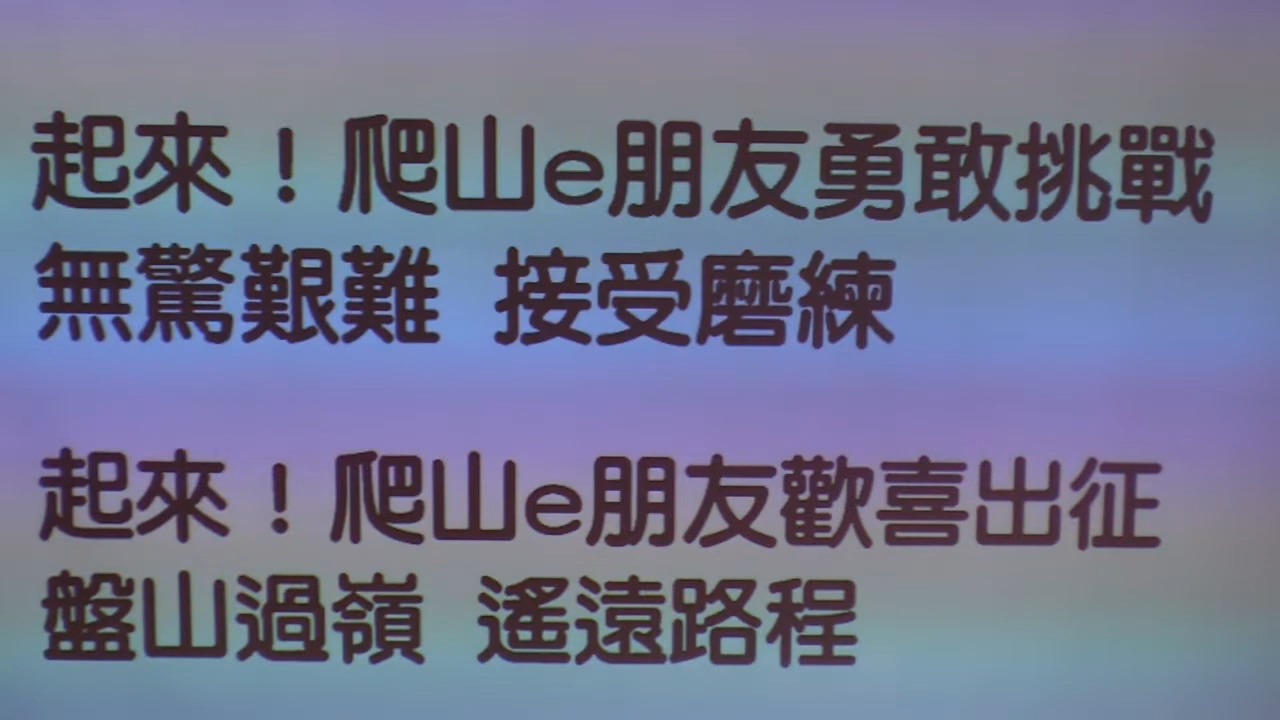 起來！爬山e朋友勇敢挑戰
無驚艱難 接受磨練
起來！爬山e朋友歡喜出征
盤山過嶺 遙遠路程